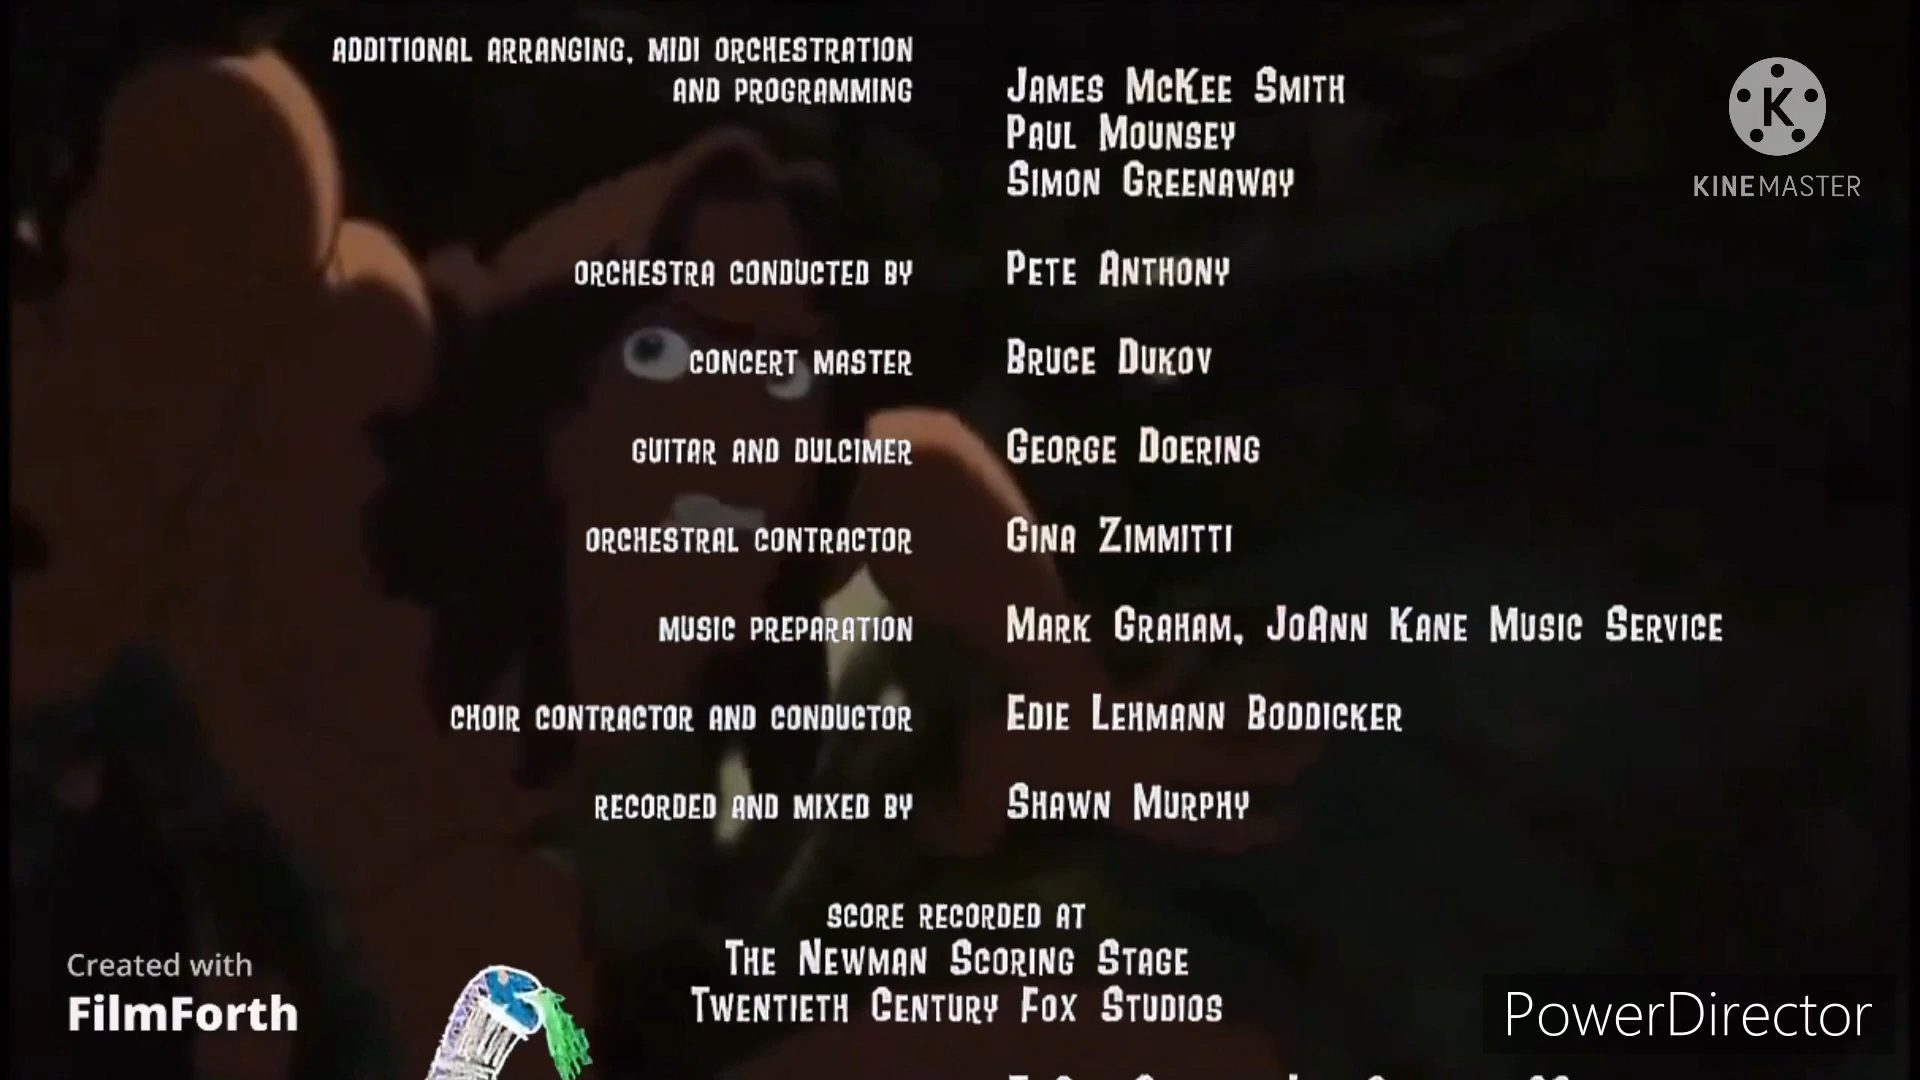 ADDITIONAL ARRANGING, MIDI ORCHESTRATION
AND PROGRAMMING
JAMES MCKEE SMITH
PAUL MOUNSEY
SIMON GREENAWAY
K
KINEMASTER
ORCHESTRA CONDUCTED BY PETE ANTHONY
CONCERT MASTER BRUCE DUKOV
GUITAR AND DULCIMER GEORGE DOERING
ORCHESTRAL CONTRACTOR GINA ZIMMITTI
MUSIC PREPARATION MARK GRAHAM, JOANN KANE MUSIC SERVICE
CHOIR CONTRACTOR AND CONDUCTOR EDIE LEHMANN BODDICKER
RECORDED AND MIXED BY SHAWN MURPHY
SCORE RECORDED AT
THE NEWMAN SCORING STAGE
TWENTIETH CENTURY FOX STUDIOS
Created with
FilmForth
PowerDirector